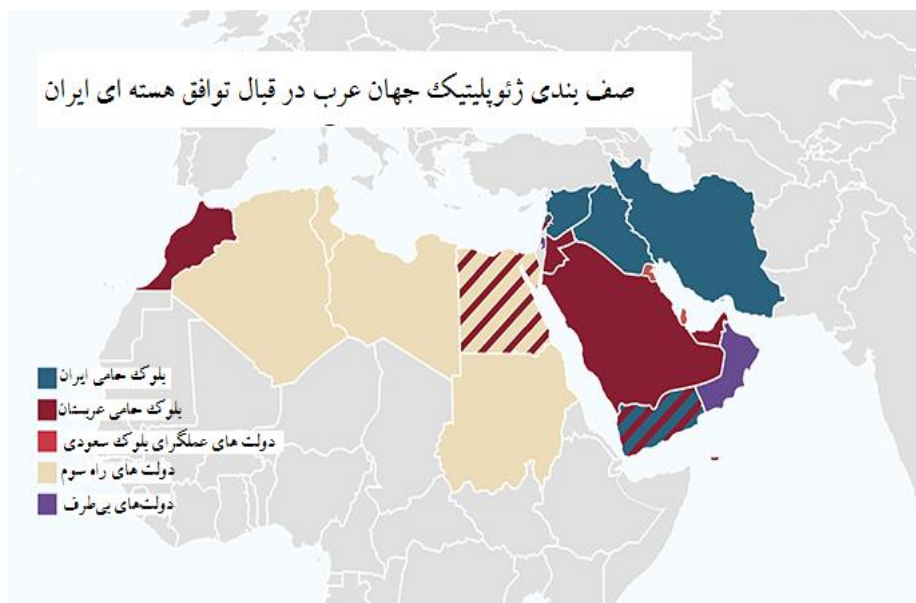 صف بندی ژئوپلیتیک جهان عرب در قبال توافق هسته ای ایران
بلوک حامی ایران
بلوک حامی عربستان
دولت های عملگرای بلوک سعودی
دولت های راه سوم
دولت‌های بی‌طرف